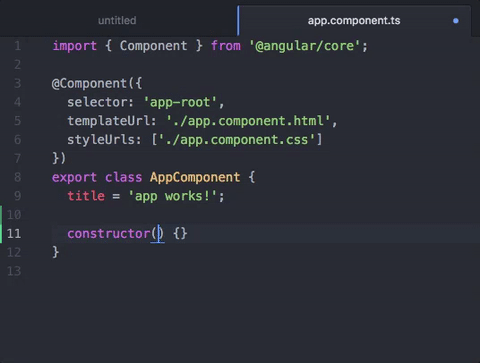 untitled
app.component.ts
1 import { Component } from '@angular/core';
2
3 @Component({
4   selector: 'app-root',
5   templateUrl: './app.component.html',
6   styleUrls: ['./app.component.css']
7 })
8 export class AppComponent {
9   title = 'app works!';
10
11   constructor() {}
12 }
13